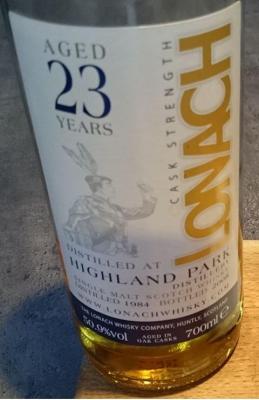 AGED
23
YEARS
CASK STRENGTH
LONACH
DISTILLED AT
HIGHLAND PARK
DISTILLERY
SINGLE MALT SCOTCH WHISKY
DISTILLED 1984 BOTTLED
WWW.LONACHWHISKY.COM
THE LONACH WHISKY COMPANY, HUNTLY, SCOTLAND
50.9%vol
AGED IN
OAK CASKS
700ml ℮